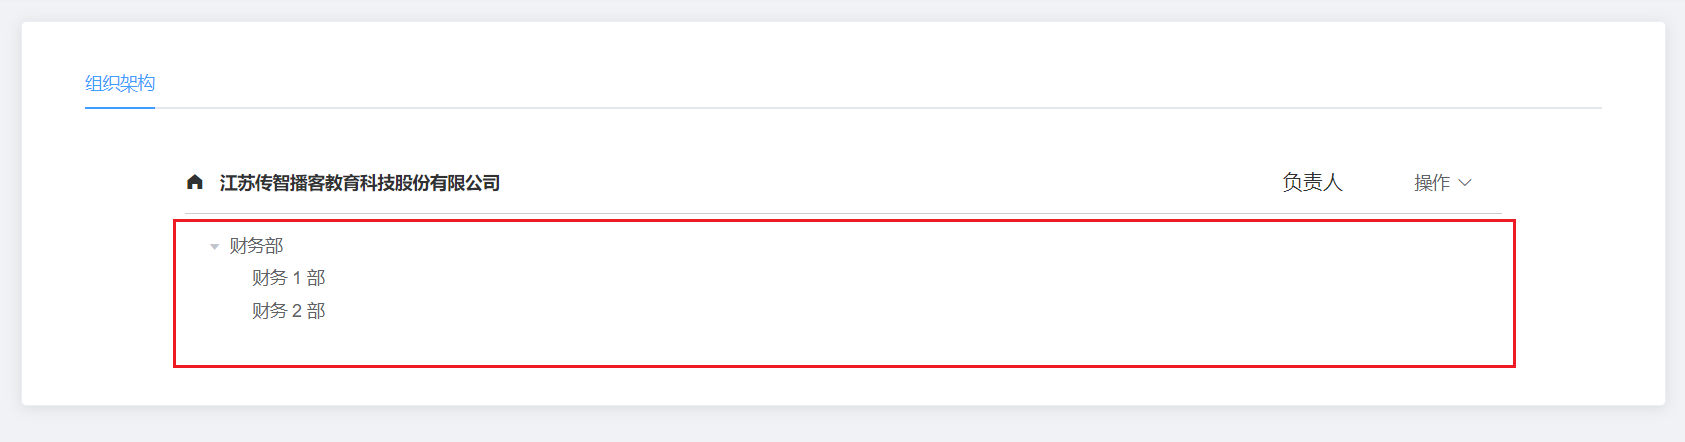 组织架构
江苏传智播客教育科技股份有限公司 负责人 操作
财务部
财务 1 部
财务 2 部